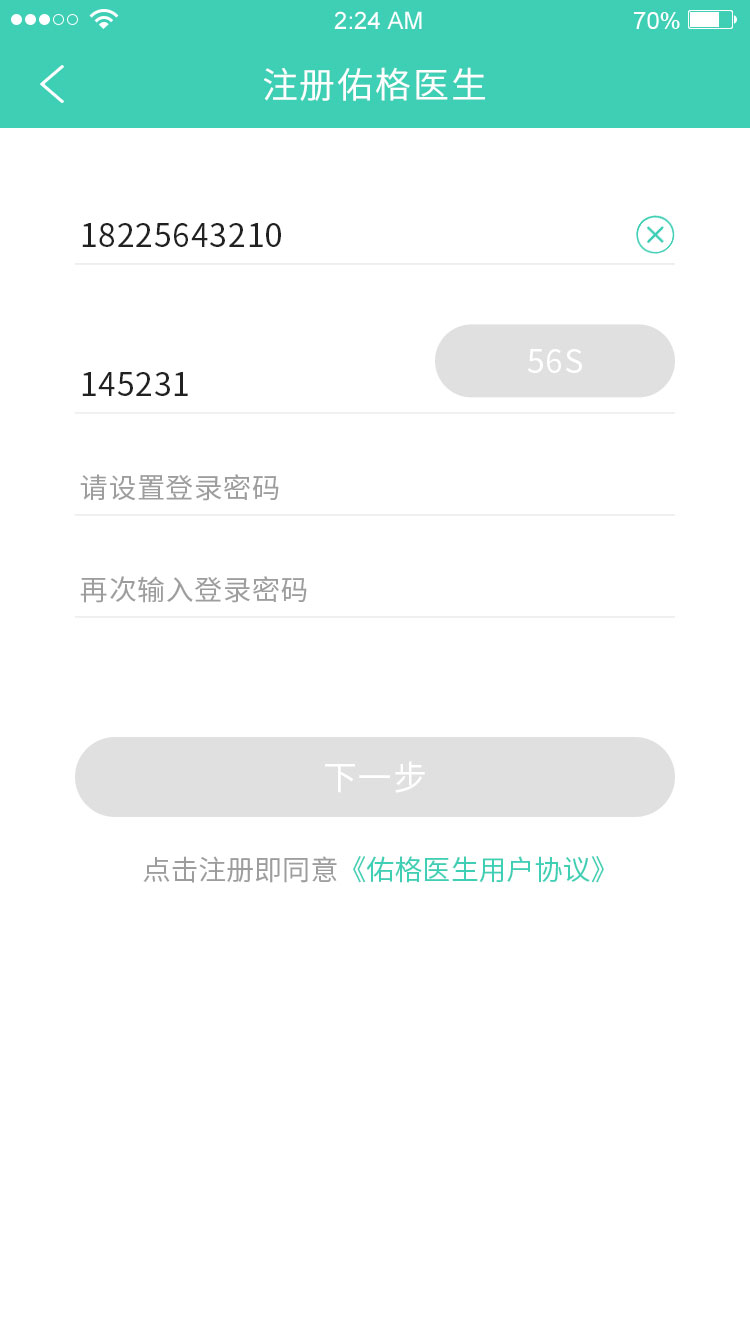 2:24 AM
70%
注册佑格医生
18225643210
56S
145231
请设置登录密码
再次输入登录密码
下一步
点击注册即同意《佑格医生用户协议》